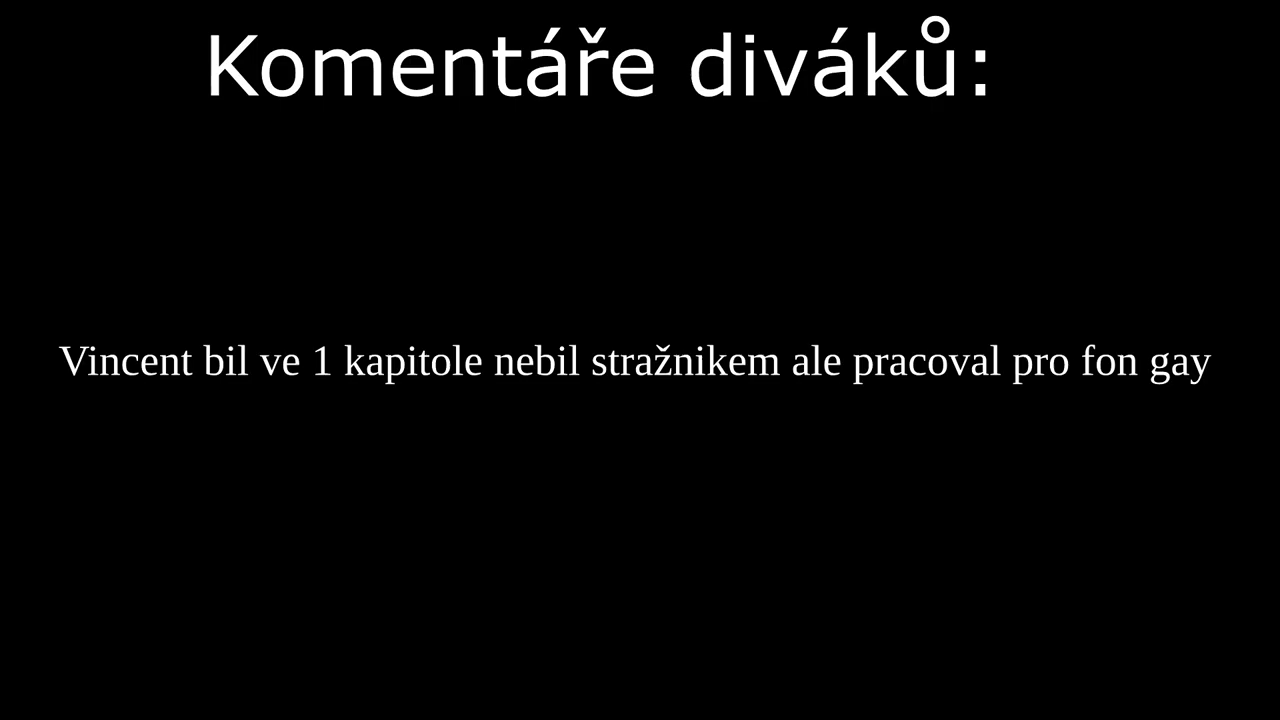 Komentáře diváků:
Vincent bil ve 1 kapitole nebil stražnikem ale pracoval pro fon gay